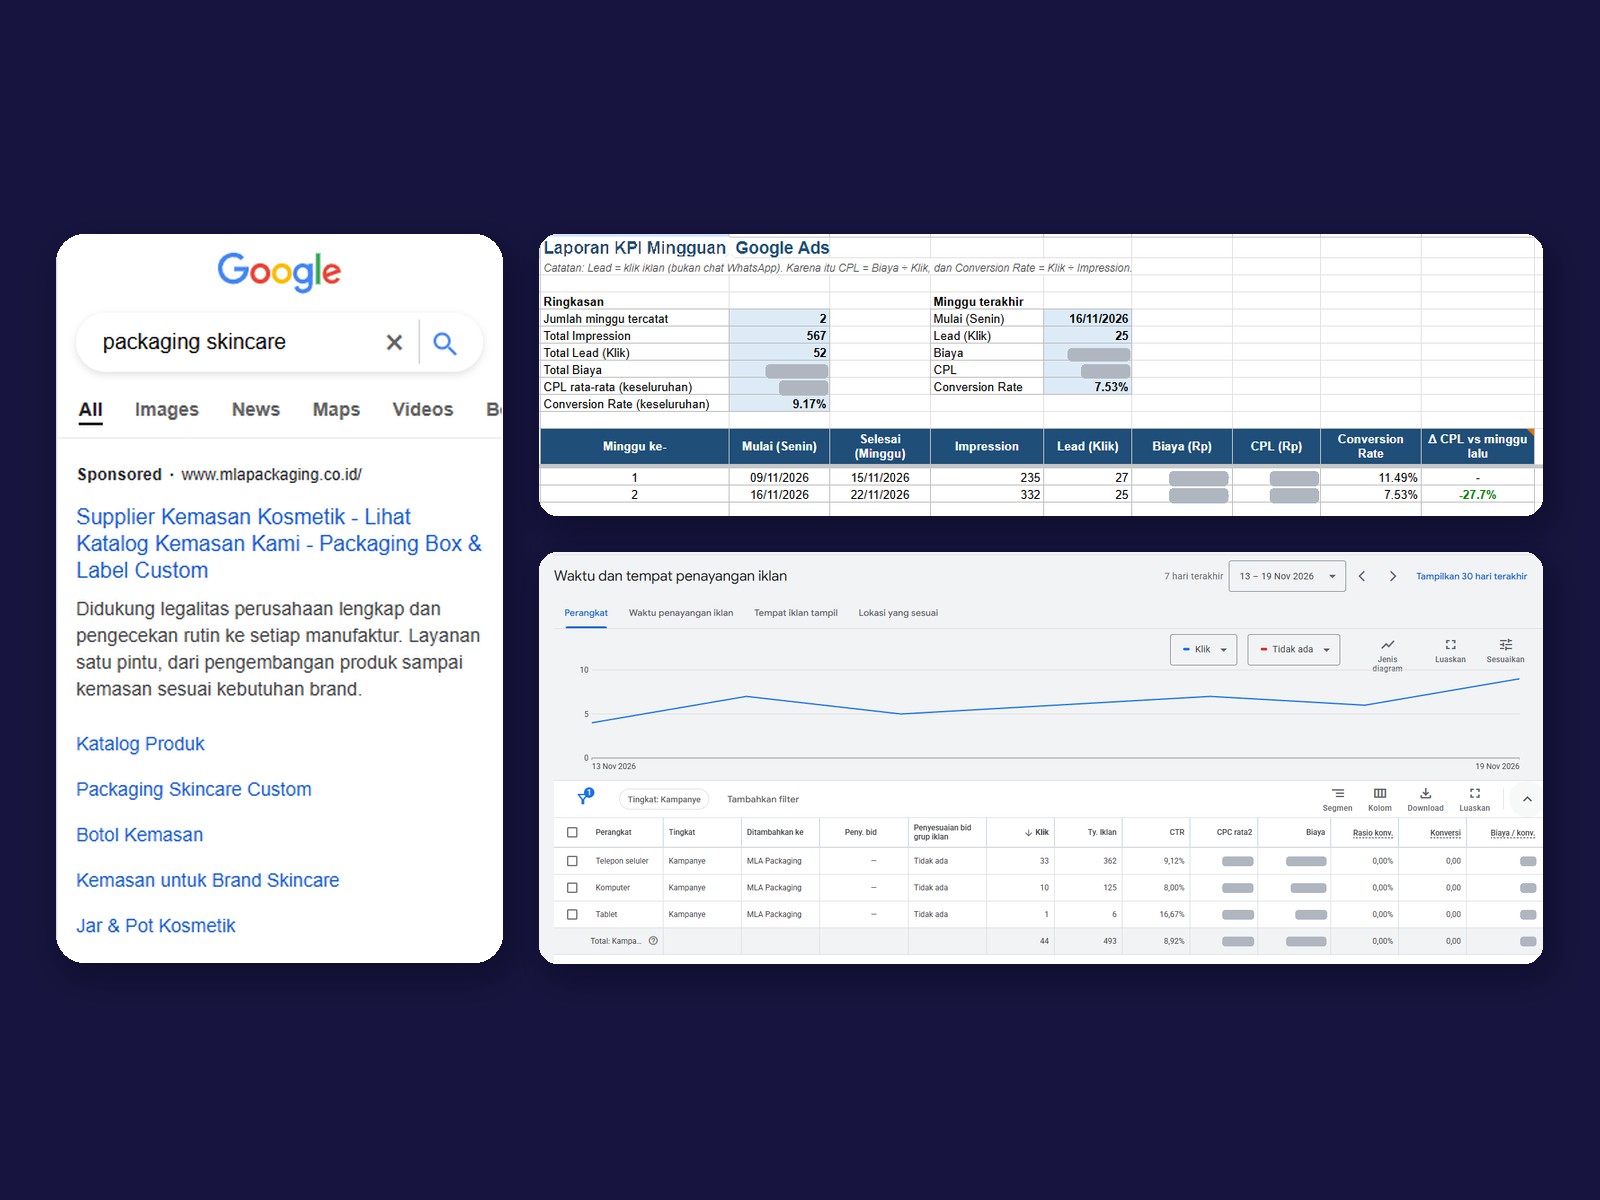 Google
packaging skincare
All Images News Maps Videos
Sponsored · www.mlapackaging.co.id/
Supplier Kemasan Kosmetik - Lihat
Katalog Kemasan Kami - Packaging Box &
Label Custom
Didukung legalitas perusahaan lengkap dan
pengecekan rutin ke setiap manufaktur. Layanan
satu pintu, dari pengembangan produk sampai
kemasan sesuai kebutuhan brand.
Katalog Produk
Packaging Skincare Custom
Botol Kemasan
Kemasan untuk Brand Skincare
Jar & Pot Kosmetik
Laporan KPI Mingguan Google Ads
Catatan: Lead = klik iklan (bukan chat WhatsApp). Karena itu CPL = Biaya ÷ Klik, dan Conversion Rate = Klik ÷ Impression.
Ringkasan Minggu terakhir
Jumlah minggu tercatat 2 Mulai (Senin) 16/11/2026
Total Impression 567 Lead (Klik) 25
Total Lead (Klik) 52 Biaya
Total Biaya CPL
CPL rata-rata (keseluruhan) Conversion Rate 7.53%
Conversion Rate (keseluruhan) 9.17%
Minggu ke- Mulai (Senin) Selesai (Minggu) Impression Lead (Klik) Biaya (Rp) CPL (Rp) Conversion Rate Δ CPL vs minggu lalu
1 09/11/2026 15/11/2026 235 27 11.49% -
2 16/11/2026 22/11/2026 332 25 7.53% -27.7%
Waktu dan tempat penayangan iklan 7 hari terakhir 13 – 19 Nov 2026 Tampilkan 30 hari terakhir
Perangkat Waktu penayangan iklan Tempat iklan tampil Lokasi yang sesuai
Klik Tidak ada Jenis diagram Luaskan Sesuaikan
10
5
0
13 Nov 2026 19 Nov 2026
1 Tingkat: Kampanye Tambahkan filter Segmen Kolom Download Luaskan
Perangkat Tingkat Ditambahkan ke Peny. bid Penyesuaian bid grup iklan Klik Ty. Iklan CTR CPC rata2 Biaya Rasio konv. Konversi Biaya / konv.
Telepon seluler Kampanye MLA Packaging — Tidak ada 33 362 9,12% 0,00% 0,00
Komputer Kampanye MLA Packaging — Tidak ada 10 125 8,00% 0,00% 0,00
Tablet Kampanye MLA Packaging — Tidak ada 1 6 16,67% 0,00% 0,00
Total: Kampa... 44 493 8,92% 0,00% 0,00